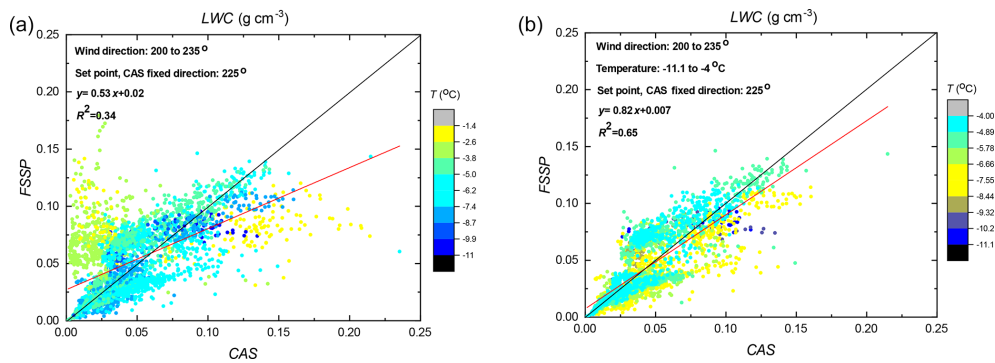 (a)
LWC (g cm-3)
Wind direction: 200 to 235 o
Set point, CAS fixed direction: 225 o
y= 0.53 x+0.02
R2=0.34
FSSP
0.25
0.20
0.15
0.10
0.05
0.00
0.00 0.05 0.10 0.15 0.20 0.25
CAS
T (oC)
-1.4
-2.6
-3.8
-5.0
-6.2
-7.4
-8.6
-9.9
-11
(b)
LWC (g cm-3)
Wind direction: 200 to 235 o
Temperature: -11.1 to -4 oC
Set point, CAS fixed direction: 225 o
y= 0.82 x+0.007
R2=0.65
FSSP
0.25
0.20
0.15
0.10
0.05
0.00
0.00 0.05 0.10 0.15 0.20 0.25
CAS
T (oC)
-4.00
-4.89
-5.78
-6.66
-7.55
-8.44
-9.32
-10.2
-11.1